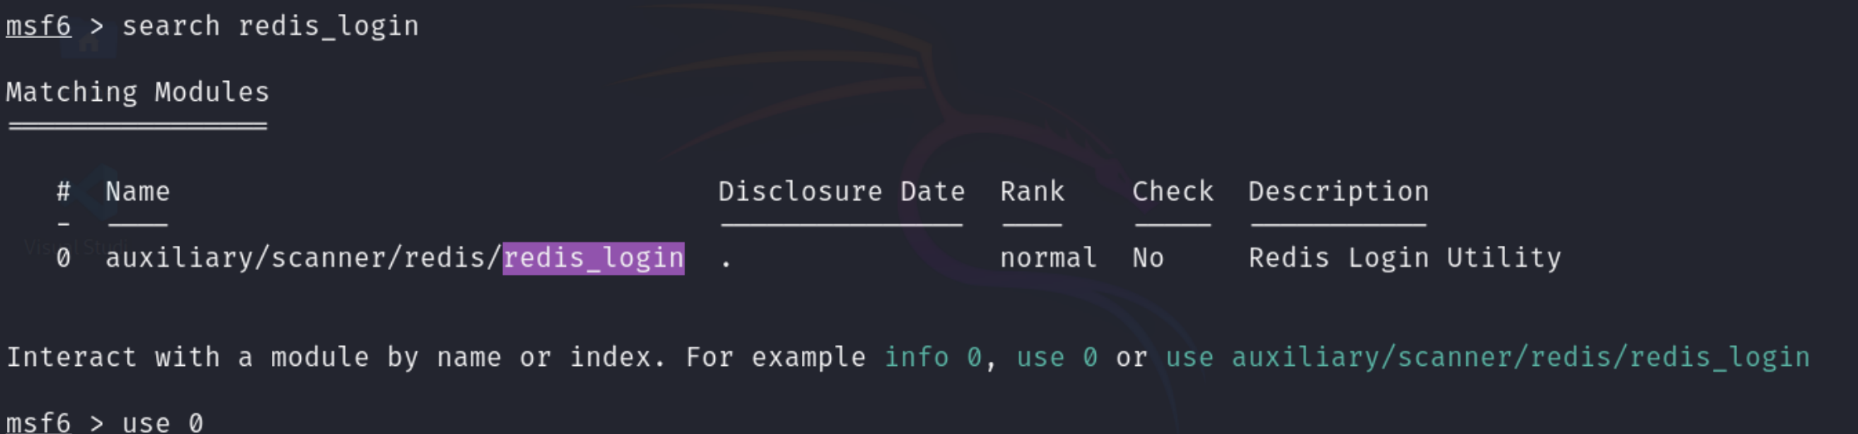 msf6 > search redis_login
Matching Modules
================
# Name Disclosure Date Rank Check Description
- ---- --------------- ---- ----- -----------
0 auxiliary/scanner/redis/redis_login . normal No Redis Login Utility
Interact with a module by name or index. For example info 0, use 0 or use auxiliary/scanner/redis/redis_login
msf6 > use 0